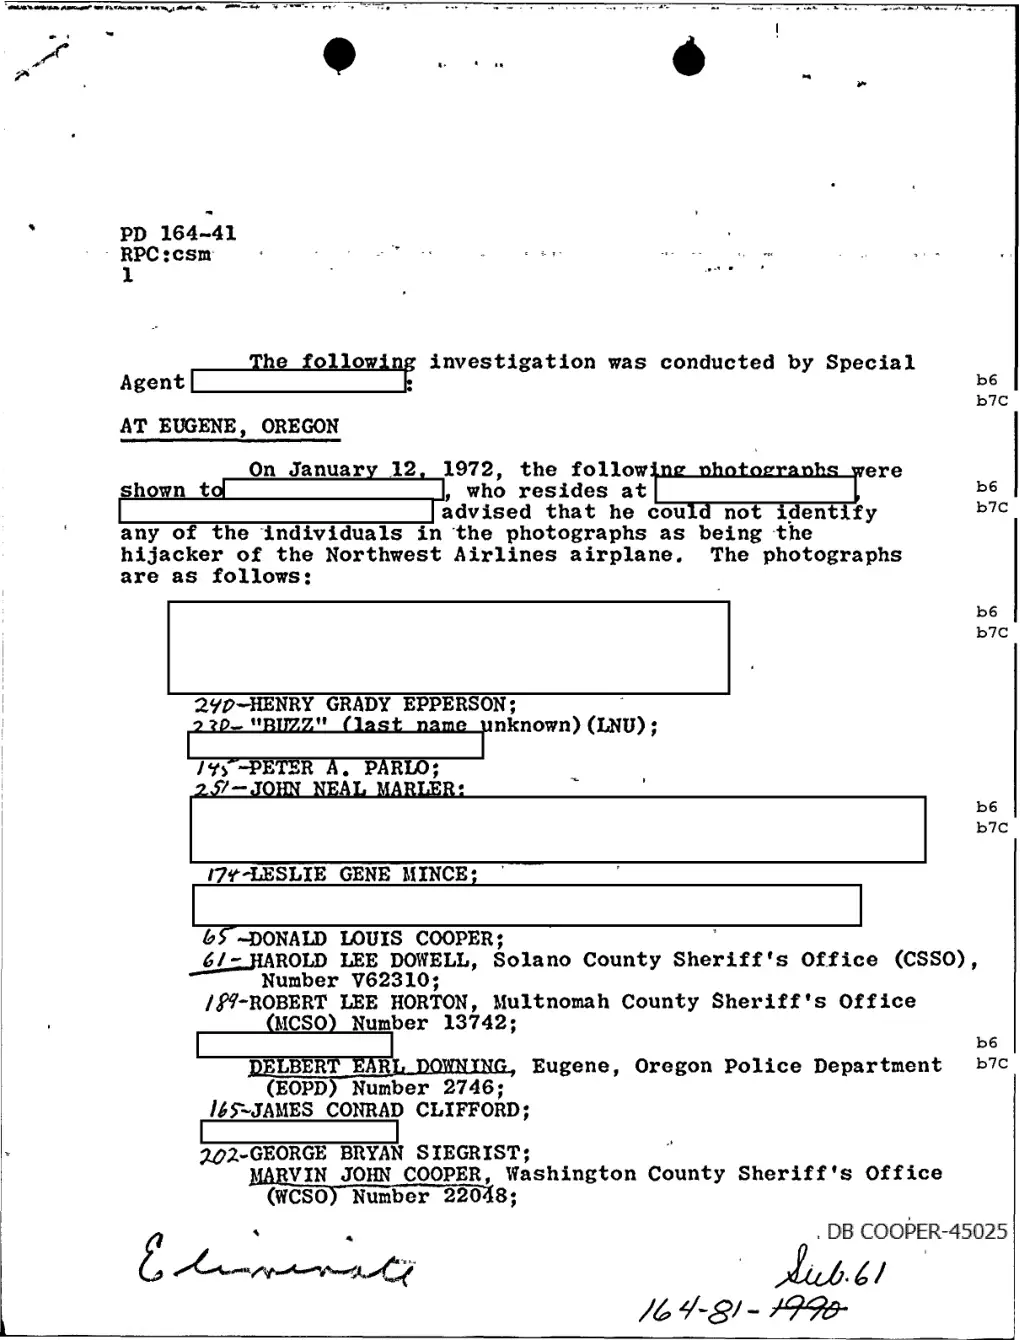 PD 164-41
RPC:csm
1
The following investigation was conducted by Special
Agent : b6
b7C
AT EUGENE, OREGON
On January 12, 1972, the following photographs were
shown to , who resides at , b6
advised that he could not identify b7C
any of the individuals in the photographs as being the
hijacker of the Northwest Airlines airplane. The photographs
are as follows:
b6
b7C
240-HENRY GRADY EPPERSON;
230- "BUZZ" (last name unknown)(LNU);
145-PETER A. PARLO;
251-JOHN NEAL MARLER;
b6
b7C
174-LESLIE GENE MINCE;
65-DONALD LOUIS COOPER;
61-HAROLD LEE DOWELL, Solano County Sheriff's Office (CSSO),
Number V62310;
189-ROBERT LEE HORTON, Multnomah County Sheriff's Office
(MCSO) Number 13742;
b6
DELBERT EARL DOWNING, Eugene, Oregon Police Department b7C
(EOPD) Number 2746;
165-JAMES CONRAD CLIFFORD;
202-GEORGE BRYAN SIEGRIST;
MARVIN JOHN COOPER, Washington County Sheriff's Office
(WCSO) Number 22048;
DB COOPER-45025
Eliminate
Sub.61
164-81-1990